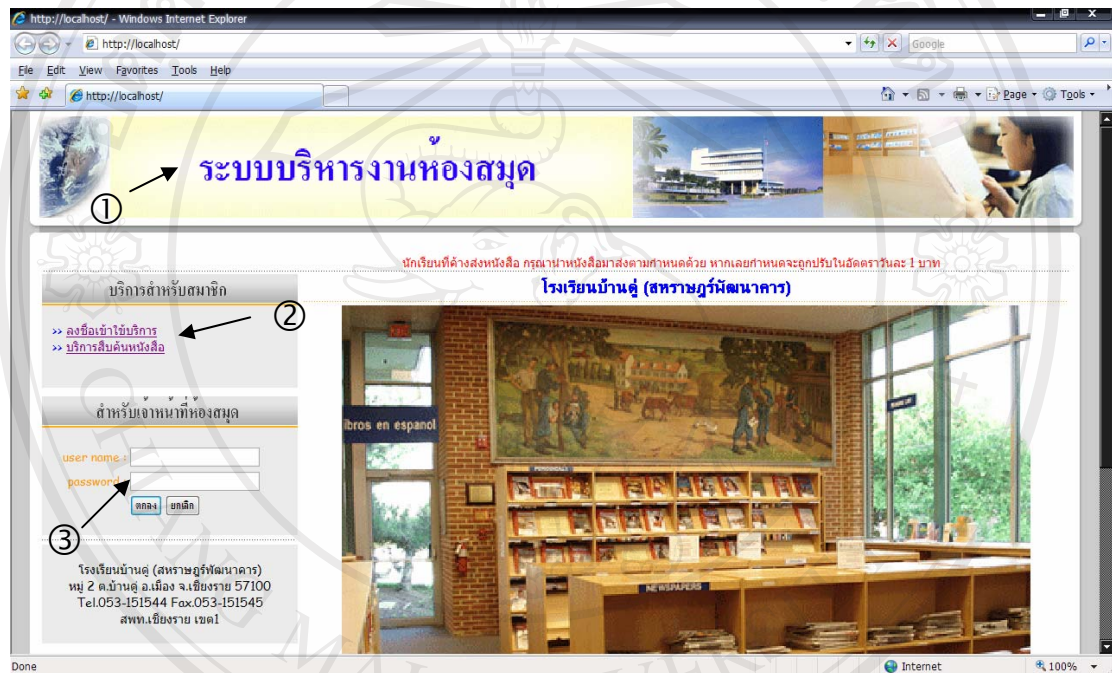 http://localhost/ - Windows Internet Explorer
http://localhost/
Google
File Edit View Favorites Tools Help
http://localhost/
Page Tools
ระบบบริหารงานห้องสมุด
①
นักเรียนที่ค้างส่งหนังสือ กรุณานำหนังสือมาส่งตามกำหนดด้วย หากเลยกำหนดจะถูกปรับในอัตราวันละ 1 บาท
บริการสำหรับสมาชิก
โรงเรียนบ้านดู่ (สหราษฎร์พัฒนาคาร)
②
>> ลงชื่อเข้าใช้บริการ
>> บริการสืบค้นหนังสือ
สำหรับเจ้าหน้าที่ห้องสมุด
ibros en espanol
user name :
password
ตกลง ยกเลิก
③
PERIODICALS
NEWSPAPERS
โรงเรียนบ้านดู่ (สหราษฎร์พัฒนาคาร)
หมู่ 2 ต.บ้านดู่ อ.เมือง จ.เชียงราย 57100
Tel.053-151544 Fax.053-151545
สพท.เชียงราย เขต1
Done
Internet
100%